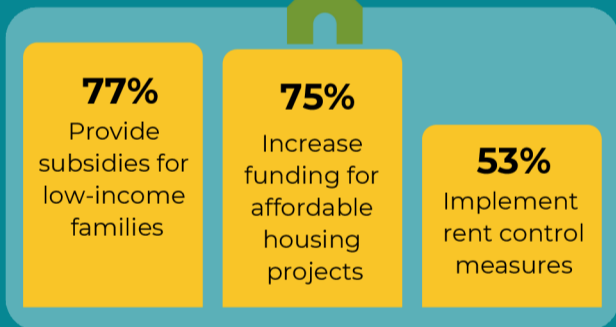 77%
Provide
subsidies for
low-income
families
75%
Increase
funding for
affordable
housing
projects
53%
Implement
rent control
measures